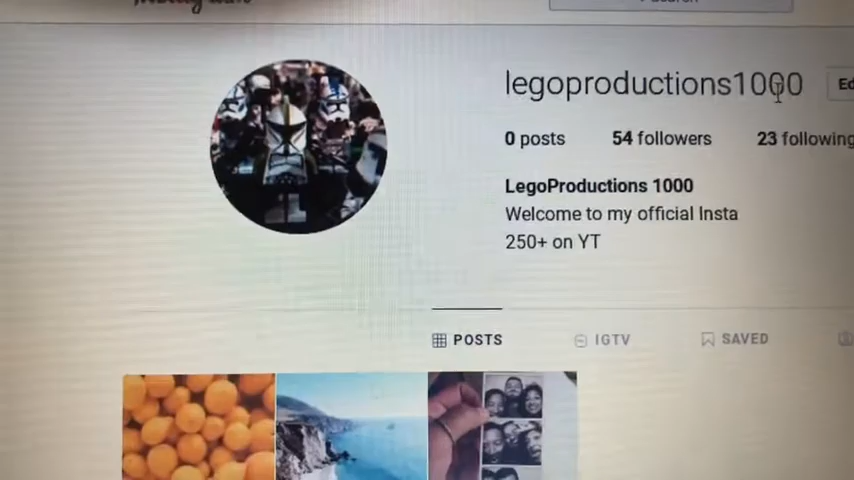 legoproductions1000
0 posts 54 followers 23 following
LegoProductions 1000
Welcome to my official Insta
250+ on YT
POSTS IGTV SAVED